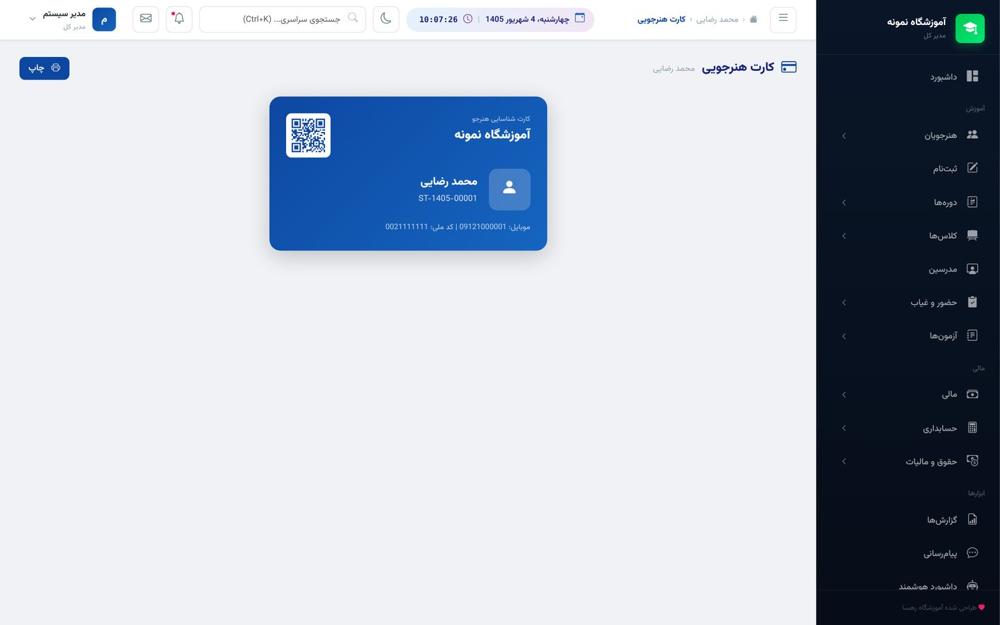 آموزشگاه نمونه
مدیر کل
داشبورد
آموزش
هنرجویان
ثبت‌نام
دوره‌ها
کلاس‌ها
مدرسین
حضور و غیاب
آزمون‌ها
مالی
مالی
حسابداری
حقوق و مالیات
ابزارها
گزارش‌ها
پیام‌رسانی
داشبورد هوشمند
طراحی شده آموزشگاه رهسا
محمد رضایی › کارت هنرجویی
چهارشنبه، 4 شهریور 1405 | 10:07:26
جستجوی سراسری... (Ctrl+K)
م
مدیر سیستم
مدیر کل
کارت هنرجویی محمد رضایی
چاپ
کارت شناسایی هنرجو
آموزشگاه نمونه
محمد رضایی
ST-1405-00001
موبایل: 09121000001 | کد ملی: 0021111111